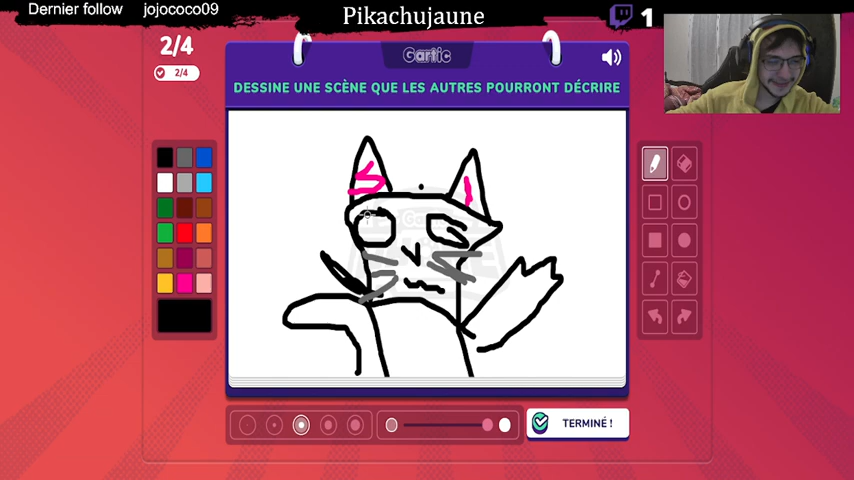 Dernier follow jojococo09
Pikachujaune
1
2/4
2/4
Gartic
DESSINE UNE SCÈNE QUE LES AUTRES POURRONT DÉCRIRE
TERMINÉ !